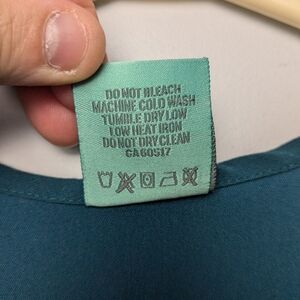 DO NOT BLEACH
MACHINE COLD WASH
TUMBLE DRY LOW
LOW HEAT IRON
DO NOT DRY CLEAN
CA60517